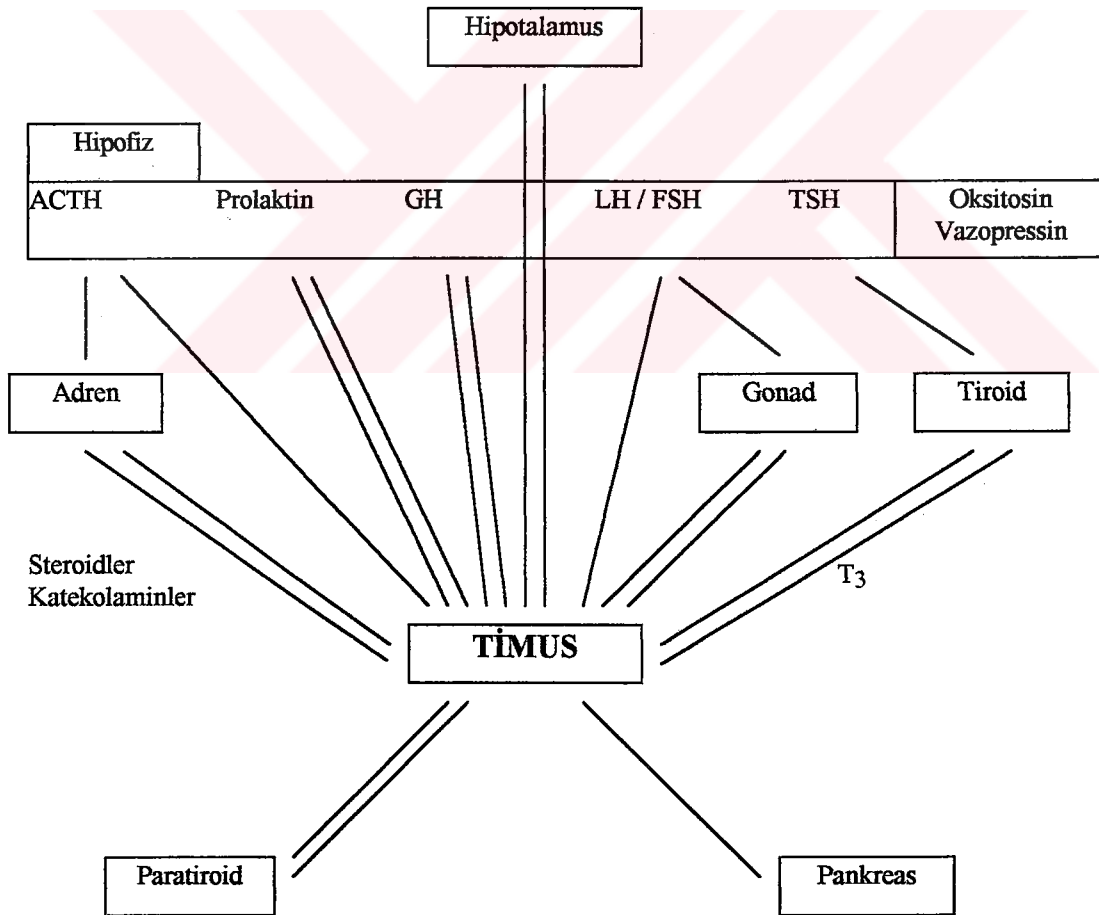 Hipotalamus
Hipofiz
ACTH Prolaktin GH LH / FSH TSH Oksitosin
Vazopressin
Adren Gonad Tiroid
Steroidler
Katekolaminler
T3
TİMUS
Paratiroid Pankreas